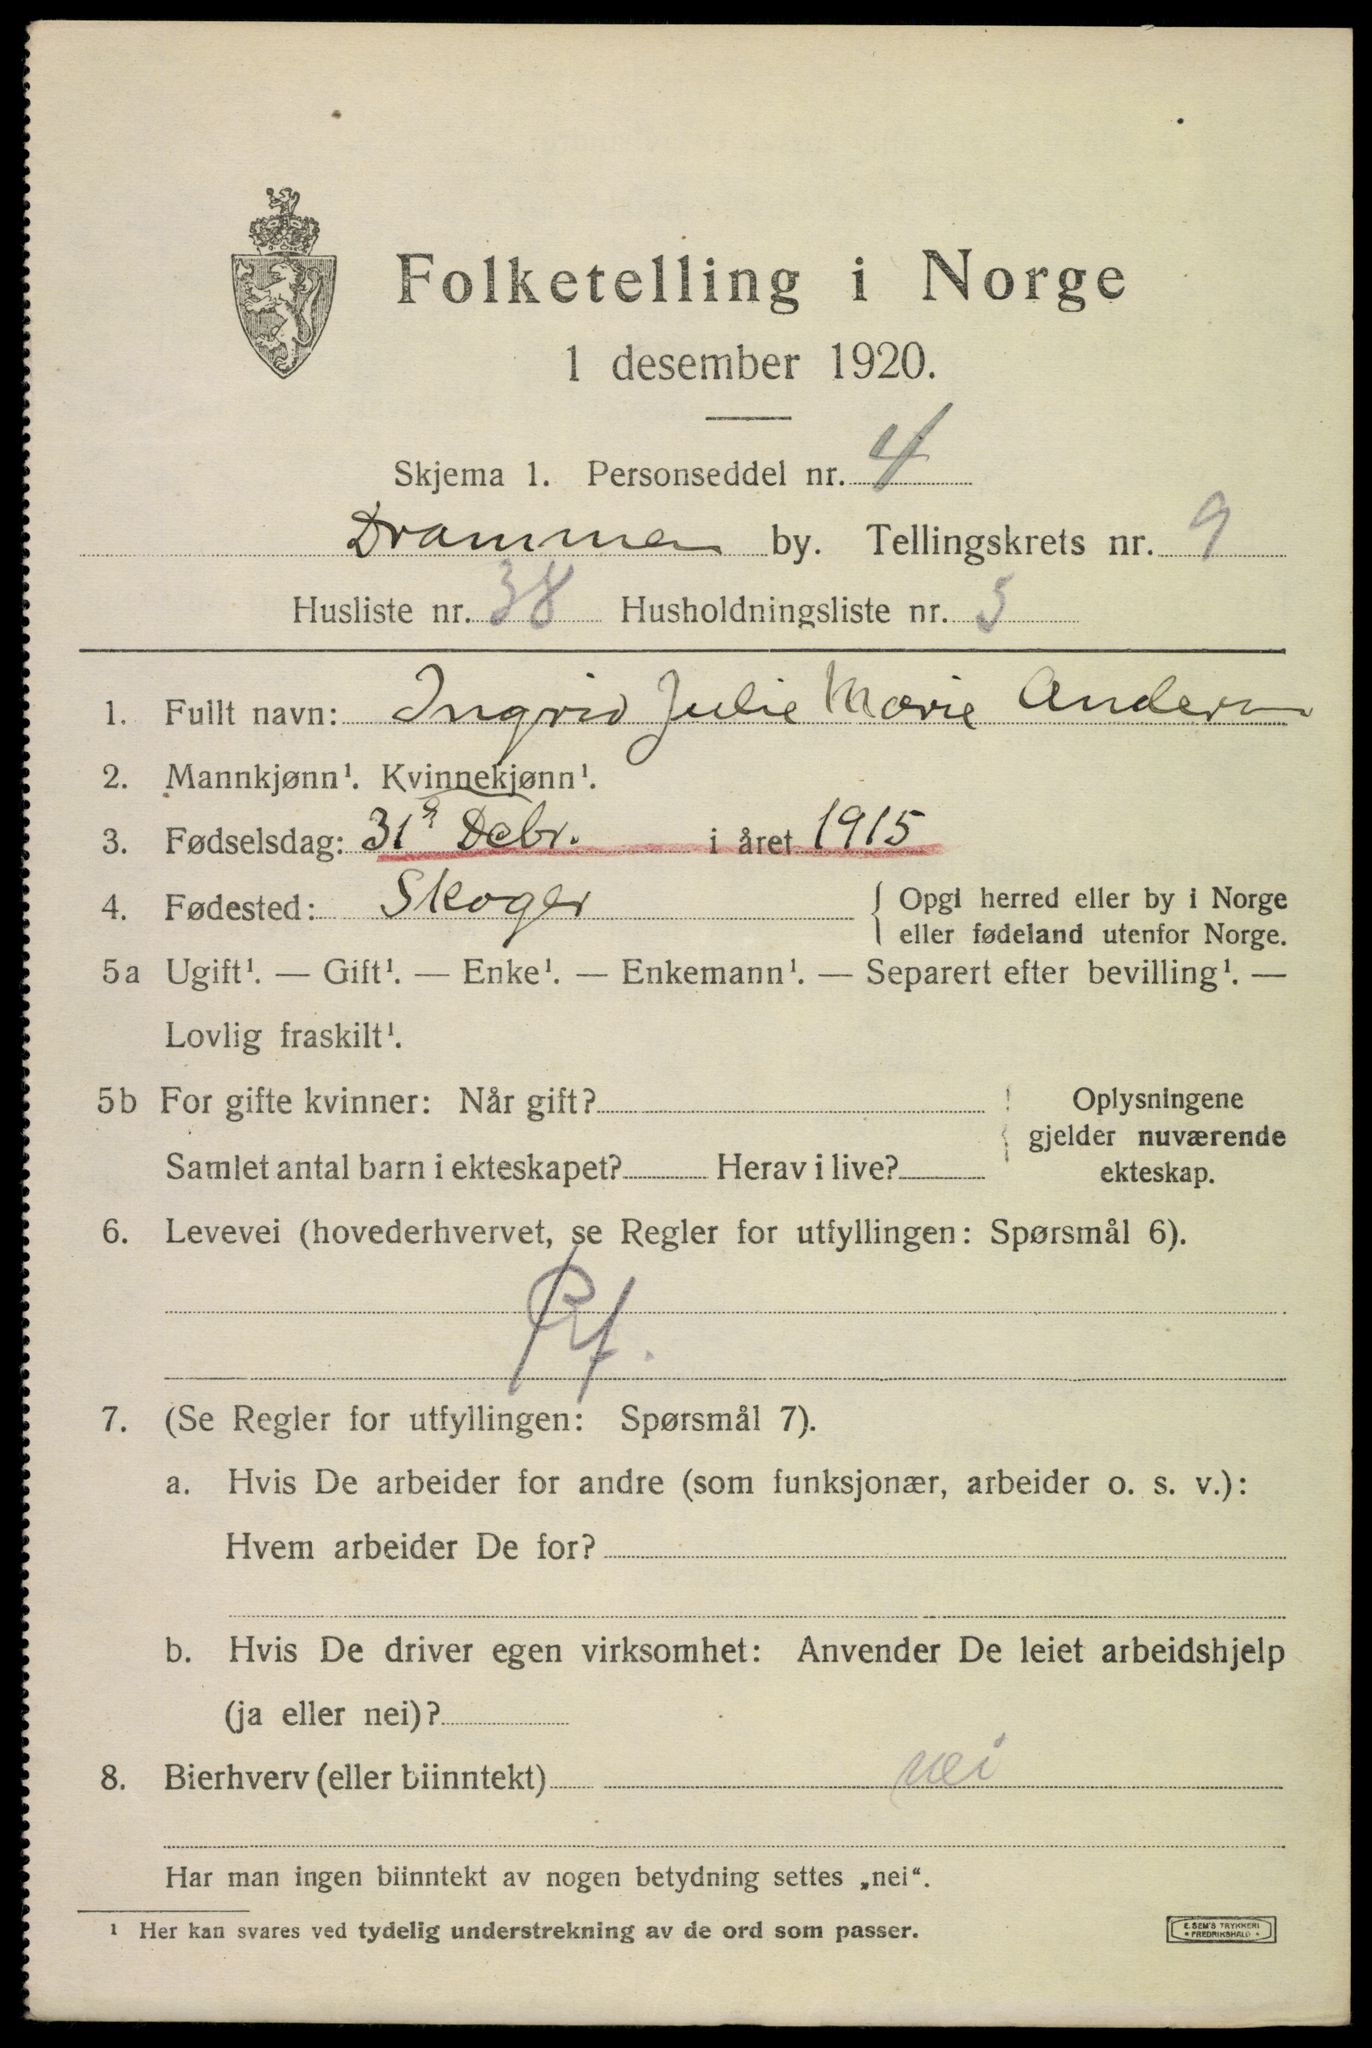 Folketelling i Norge
1 desember 1920.
Skjema 1. Personseddel nr. 4
Drammen by. Tellingskrets nr. 9
Husliste nr. 38 Husholdningsliste nr. 5
1. Fullt navn: Ingrid Julie Marie
2. Mannkjønn¹. Kvinnekjønn¹.
3. Fødselsdag: 31 Debr. i året 1915
4. Fødested: Skoger { Opgi herred eller by i Norge
eller fødeland utenfor Norge.
5a Ugift¹. — Gift¹. — Enke¹. — Enkemann¹. — Separert efter bevilling¹. —
Lovlig fraskilt¹.
5b For gifte kvinner: Når gift? Oplysningene
gjelder nuværende
Samlet antal barn i ekteskapet? Herav i live? ekteskap.
6. Levevei (hovederhvervet, se Regler for utfyllingen: Spørsmål 6).
7. (Se Regler for utfyllingen: Spørsmål 7).
a. Hvis De arbeider for andre (som funksjonær, arbeider o. s. v.):
Hvem arbeider De for?
b. Hvis De driver egen virksomhet: Anvender De leiet arbeidshjelp
(ja eller nei)?
8. Bierhverv (eller biinntekt) nei
Har man ingen biinntekt av nogen betydning settes „nei“.
¹ Her kan svares ved tydelig understrekning av de ord som passer.
E. SEM'S TRYKKERI
• FREDRIKSHALD •